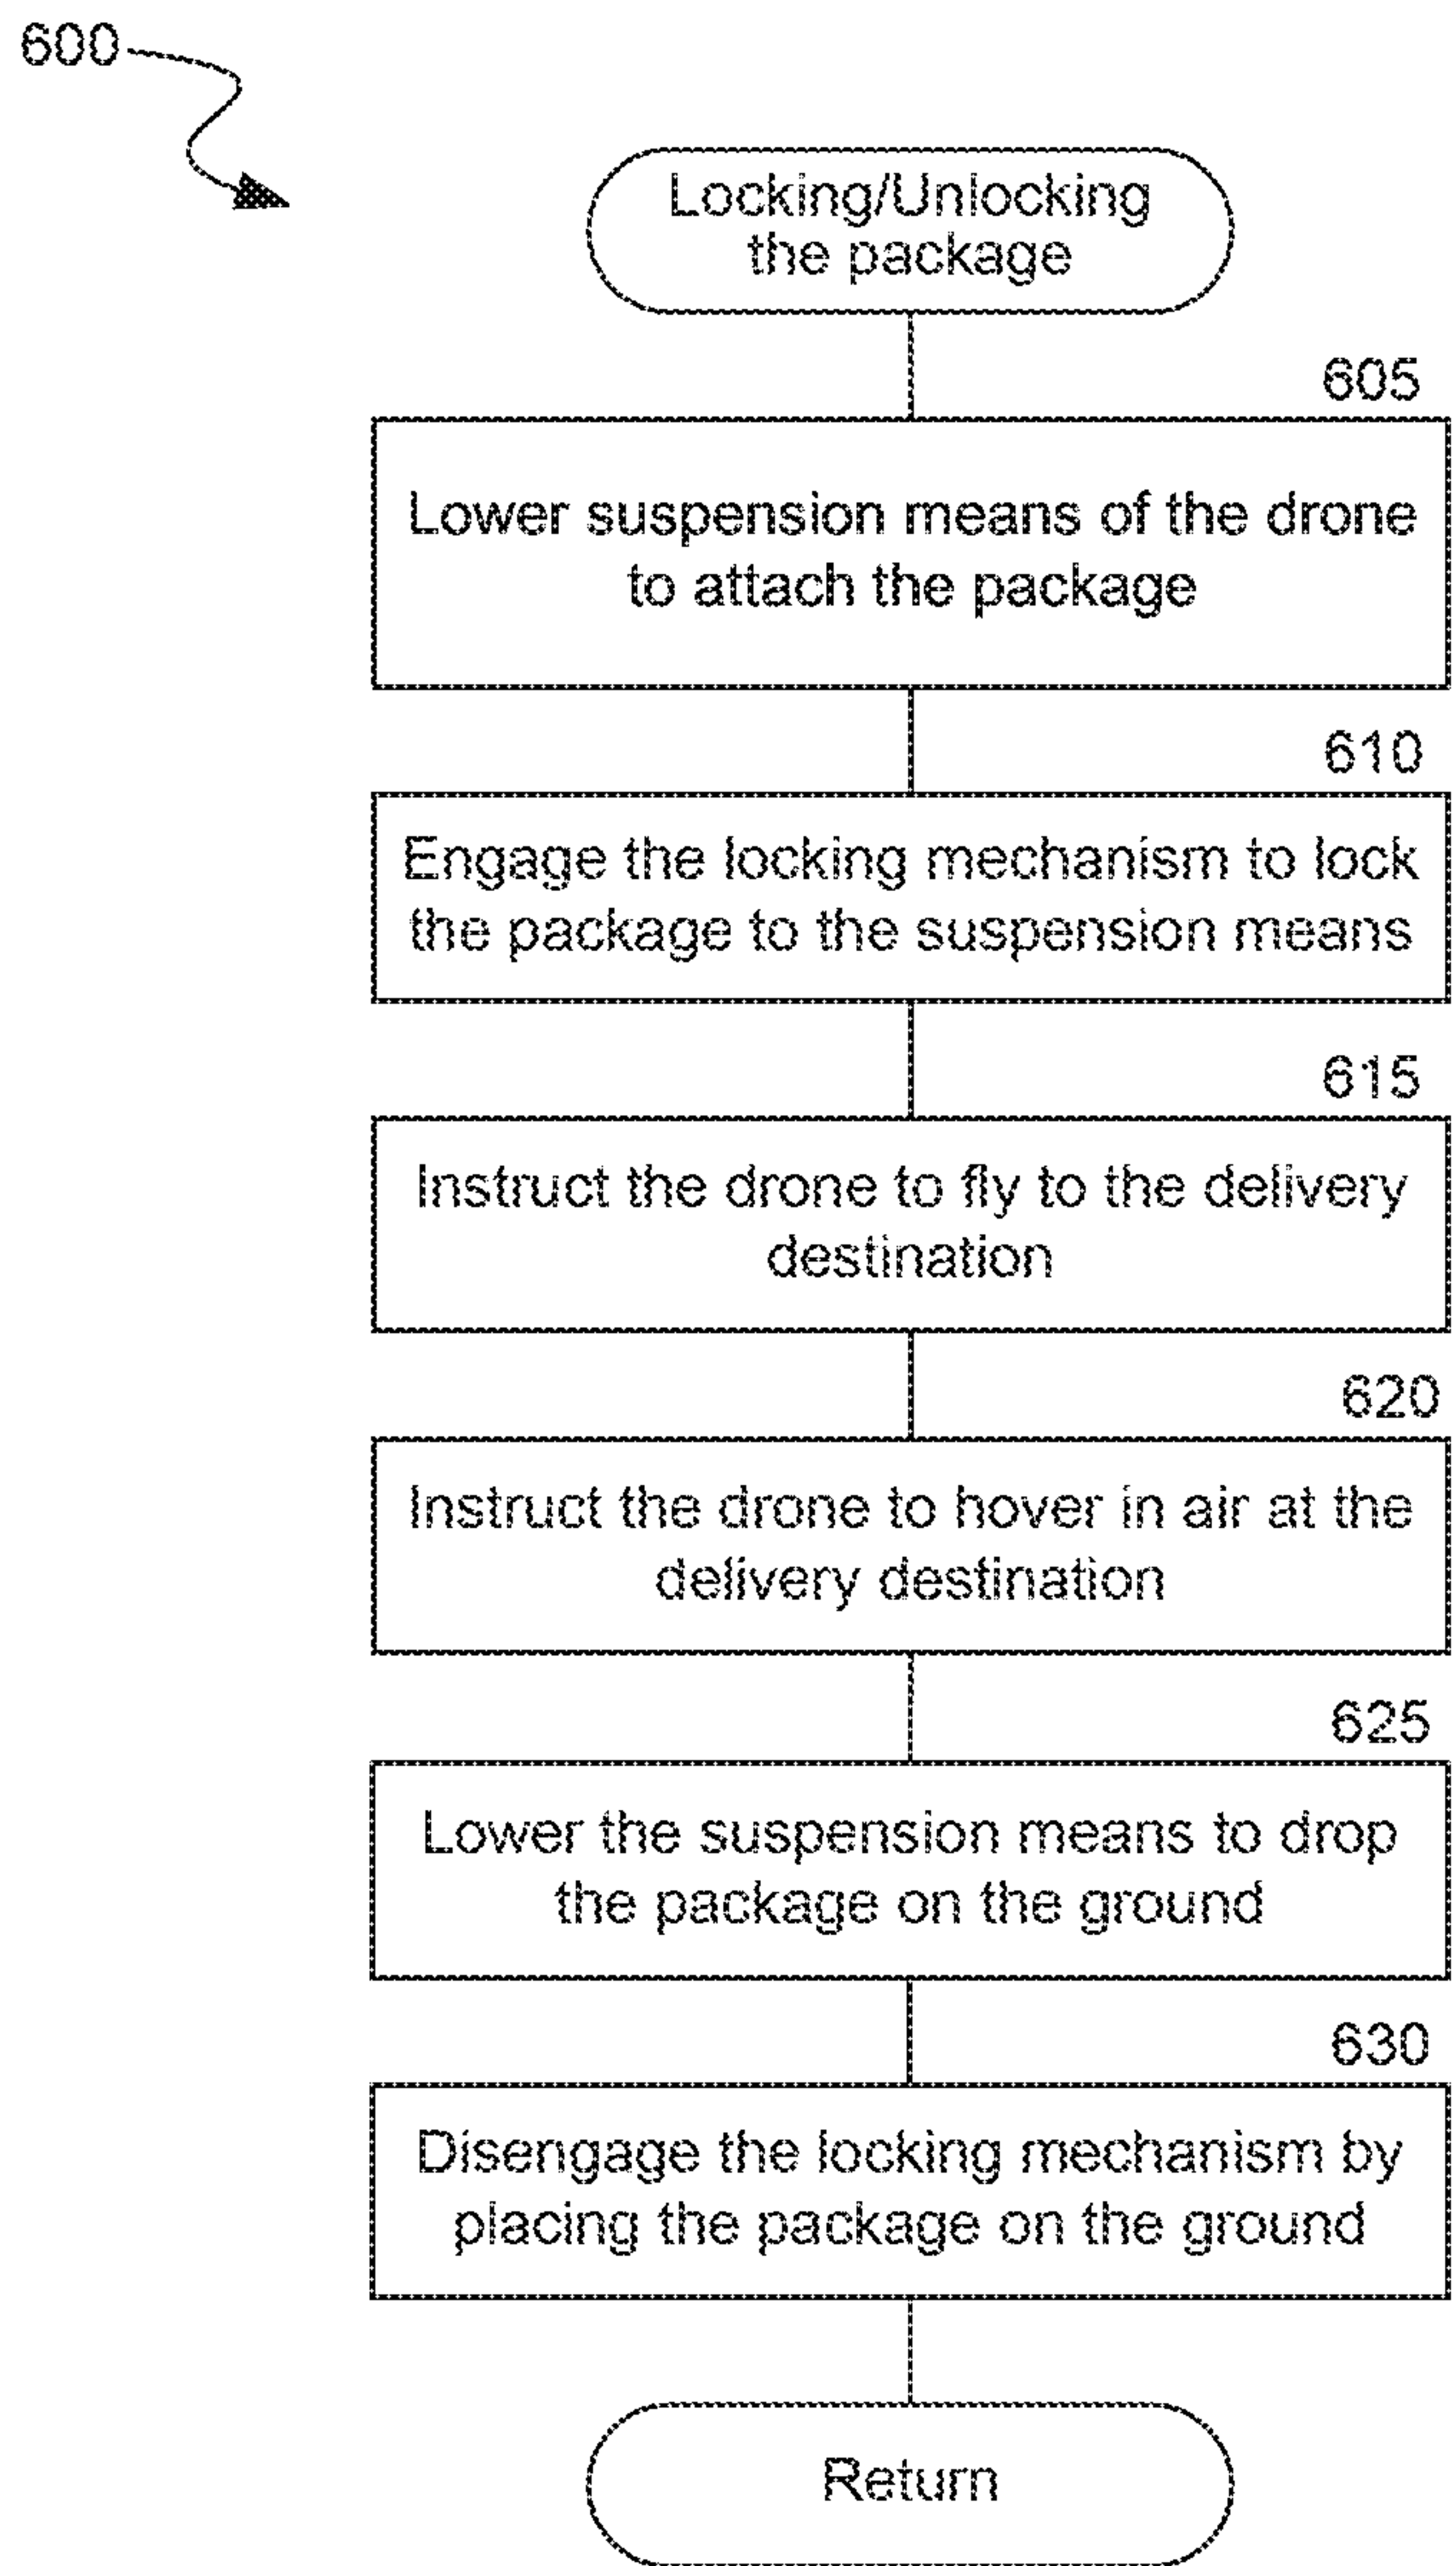 600
Locking/Unlocking
the package
605
Lower suspension means of the drone
to attach the package
610
Engage the locking mechanism to lock
the package to the suspension means
615
Instruct the drone to fly to the delivery
destination
620
Instruct the drone to hover in air at the
delivery destination
625
Lower the suspension means to drop
the package on the ground
630
Disengage the locking mechanism by
placing the package on the ground
Return